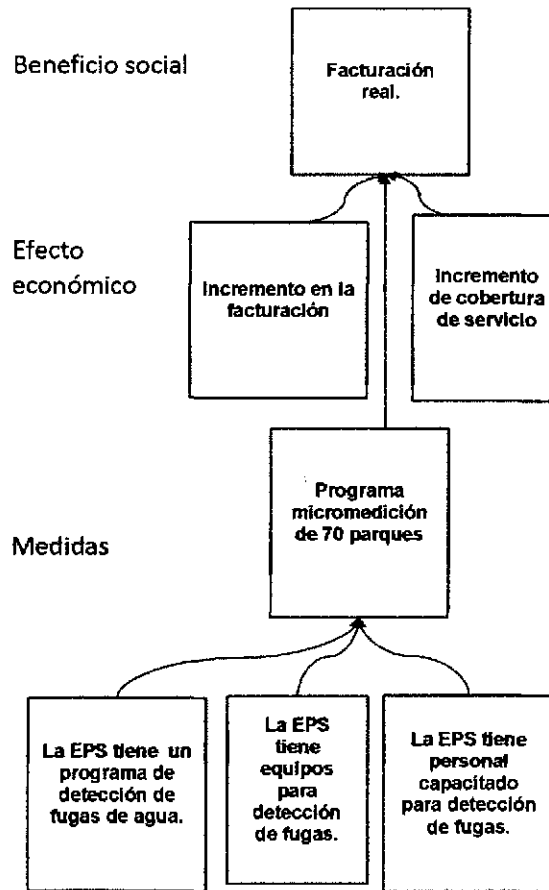 Beneficio social
Facturación
real.
Efecto
económico
Incremento en la
facturación
Incremento
de cobertura
de servicio
Medidas
Programa
micromedición
de 70 parques
La EPS tiene un
programa de
detección de
fugas de agua.
La EPS
tiene
equipos
para
detección
de fugas.
La EPS tiene
personal
capacitado
para detección
de fugas.